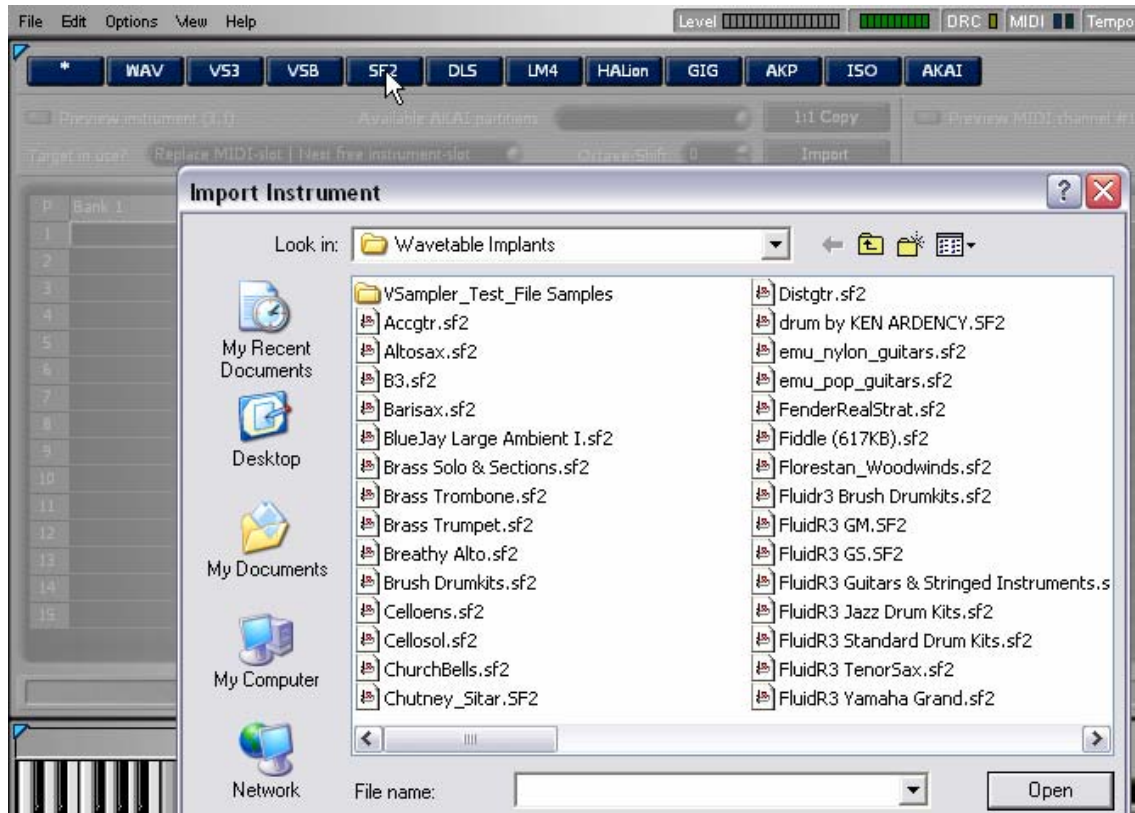 File Edit Options View Help
Level DRC MIDI Tempo
* WAV VS3 VSB SF2 DLS LM4 HALion GIG AKP ISO AKAI
Preview instrument (1,1) Available AKAI partitions 1:1 Copy Preview MIDI channel #1
Target in use? Replace MIDI-slot | Next free instrument-slot Octave Shift 0 Import
P Bank 1
1
2
3
4
5
6
7
8
9
10
11
12
13
14
15
Import Instrument
Look in: Wavetable Implants
My Recent Documents
Desktop
My Documents
My Computer
Network
VSampler_Test_File Samples
Accgtr.sf2
Altosax.sf2
B3.sf2
Barisax.sf2
BlueJay Large Ambient I.sf2
Brass Solo & Sections.sf2
Brass Trombone.sf2
Brass Trumpet.sf2
Breathy Alto.sf2
Brush Drumkits.sf2
Celloens.sf2
Cellosol.sf2
ChurchBells.sf2
Chutney_Sitar.SF2
Distgtr.sf2
drum by KEN ARDENCY.SF2
emu_nylon_guitars.sf2
emu_pop_guitars.sf2
FenderRealStrat.sf2
Fiddle (617KB).sf2
Florestan_Woodwinds.sf2
Fluidr3 Brush Drumkits.sf2
FluidR3 GM.SF2
FluidR3 GS.SF2
FluidR3 Guitars & Stringed Instruments.s
FluidR3 Jazz Drum Kits.sf2
FluidR3 Standard Drum Kits.sf2
FluidR3 TenorSax.sf2
FluidR3 Yamaha Grand.sf2
File name: Open